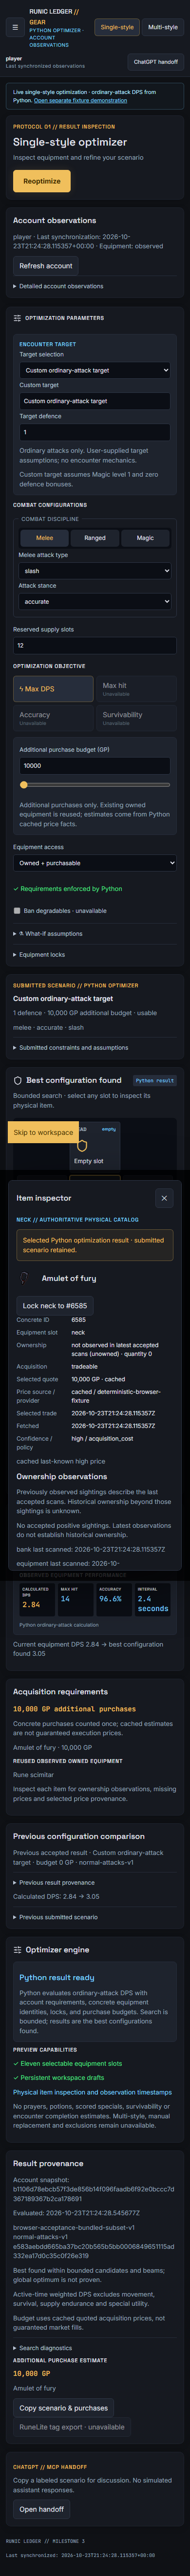 RUNIC LEDGER //
GEAR
PYTHON OPTIMIZER ·
ACCOUNT
OBSERVATIONS
Single-style
Multi-style
player
Last synchronized observations
ChatGPT handoff
Live single-style optimization · ordinary-attack DPS from
Python. Open separate fixture demonstration
PROTOCOL 01 // RESULT INSPECTION
Single-style optimizer
Inspect equipment and refine your scenario
Reoptimize
Account observations
player · Last synchronization: 2026-10-
23T21:24:28.115357+00:00 · Equipment: observed
Refresh account
▸ Detailed account observations
OPTIMIZATION PARAMETERS
ENCOUNTER TARGET
Target selection
Custom ordinary-attack target
Custom target
Custom ordinary-attack target
Target defence
1
Ordinary attacks only. User-supplied target
assumptions; no encounter mechanics.
Custom target assumes Magic level 1 and zero
defence bonuses.
COMBAT CONFIGURATIONS
COMBAT DISCIPLINE
Melee
Ranged
Magic
Melee attack type
slash
Attack stance
accurate
Reserved supply slots
12
OPTIMIZATION OBJECTIVE
ϟ Max DPS
Max hit
Unavailable
Accuracy
Unavailable
Survivability
Unavailable
Additional purchase budget (GP)
10000
Additional purchases only. Existing owned
equipment is reused; estimates come from Python
cached price facts.
Equipment access
Owned + purchasable
✓ Requirements enforced by Python
Ban degradables · unavailable
▸ What-if assumptions
▸ Equipment locks
SUBMITTED SCENARIO // PYTHON OPTIMIZER
Custom ordinary-attack target
1 defence · 10,000 GP additional budget · usable
melee · accurate · slash
▸ Submitted constraints and assumptions
Best configuration found
Python result
Bounded search · select any slot to inspect its
physical item.
Skip to workspace
AD
empty
Empty slot
Item inspector
×
NECK // AUTHORITATIVE PHYSICAL CATALOG
Selected Python optimization result · submitted
scenario retained.
Amulet of fury
Lock neck to #6585
Concrete ID
6585
Equipment slot
neck
Ownership
not observed in latest accepted
scans (unowned) · quantity 0
Acquisition
tradeable
Selected quote
10,000 GP · cached
Price source /
provider
cached / deterministic-browser-
fixture
Selected trade
2026-10-23T21:24:28.115357Z
Fetched
2026-10-23T21:24:28.115357Z
Confidence /
policy
high / acquisition_cost
cached last-known high price
Ownership observations
Previously observed sightings describe the last
accepted scans. Historical ownership beyond those
sightings is unknown.
No accepted positive sightings. Latest observations
do not establish historical ownership.
bank last scanned: 2026-10-23T21:24:28.115357Z
equipment last scanned: 2026-10-
OBSERVED EQUIPMENT PERFORMANCE
CALCULATED
DPS
2.84
MAX HIT
14
ACCURACY
96.6%
INTERVAL
2.4
seconds
Python ordinary-attack calculation
Current equipment DPS 2.84 → best configuration
found 3.05
Acquisition requirements
10,000 GP additional purchases
Concrete purchases counted once; cached estimates
are not guaranteed execution prices.
Amulet of fury · 10,000 GP
REUSED OBSERVED OWNED EQUIPMENT
Rune scimitar
Inspect each item for ownership observations, missing
prices and selected price provenance.
Previous configuration comparison
Previous accepted result · Custom ordinary-attack
target · budget 0 GP · normal-attacks-v1
▸ Previous result provenance
Calculated DPS: 2.84 → 3.05
▸ Previous submitted scenario
Optimizer engine
Python result ready
Python evaluates ordinary-attack DPS with
account requirements, concrete equipment
identities, locks, and purchase budgets. Search is
bounded; results are the best configurations
found.
PREVIEW CAPABILITIES
✓ Eleven selectable equipment slots
✓ Persistent workspace drafts
Physical item inspection and observation timestamps
No prayers, potions, scored specials, survivability or
encounter completion estimates. Multi-style, manual
replacement and exclusions remain unavailable.
Result provenance
Account snapshot:
Evaluated: 2026-10-23T21:24:28.545677Z
browser-acceptance-bundled-subset-v1
normal-attacks-v1
Best found within bounded candidates and beams;
global optimum is not proven.
Active-time weighted DPS excludes movement,
survival, supply endurance and special utility.
Budget uses cached quoted acquisition prices, not
guaranteed market fills.
▸ Search diagnostics
ADDITIONAL PURCHASE ESTIMATE
10,000 GP
Amulet of fury
Copy scenario & purchases
RuneLite tag export · unavailable
CHATGPT // MCP HANDOFF
Copy a labeled scenario for discussion. No simulated
assistant responses.
Open handoff
RUNIC LEDGER // MILESTONE 3
Last synchronized: 2026-10-23T21:24:28.115357+00:00